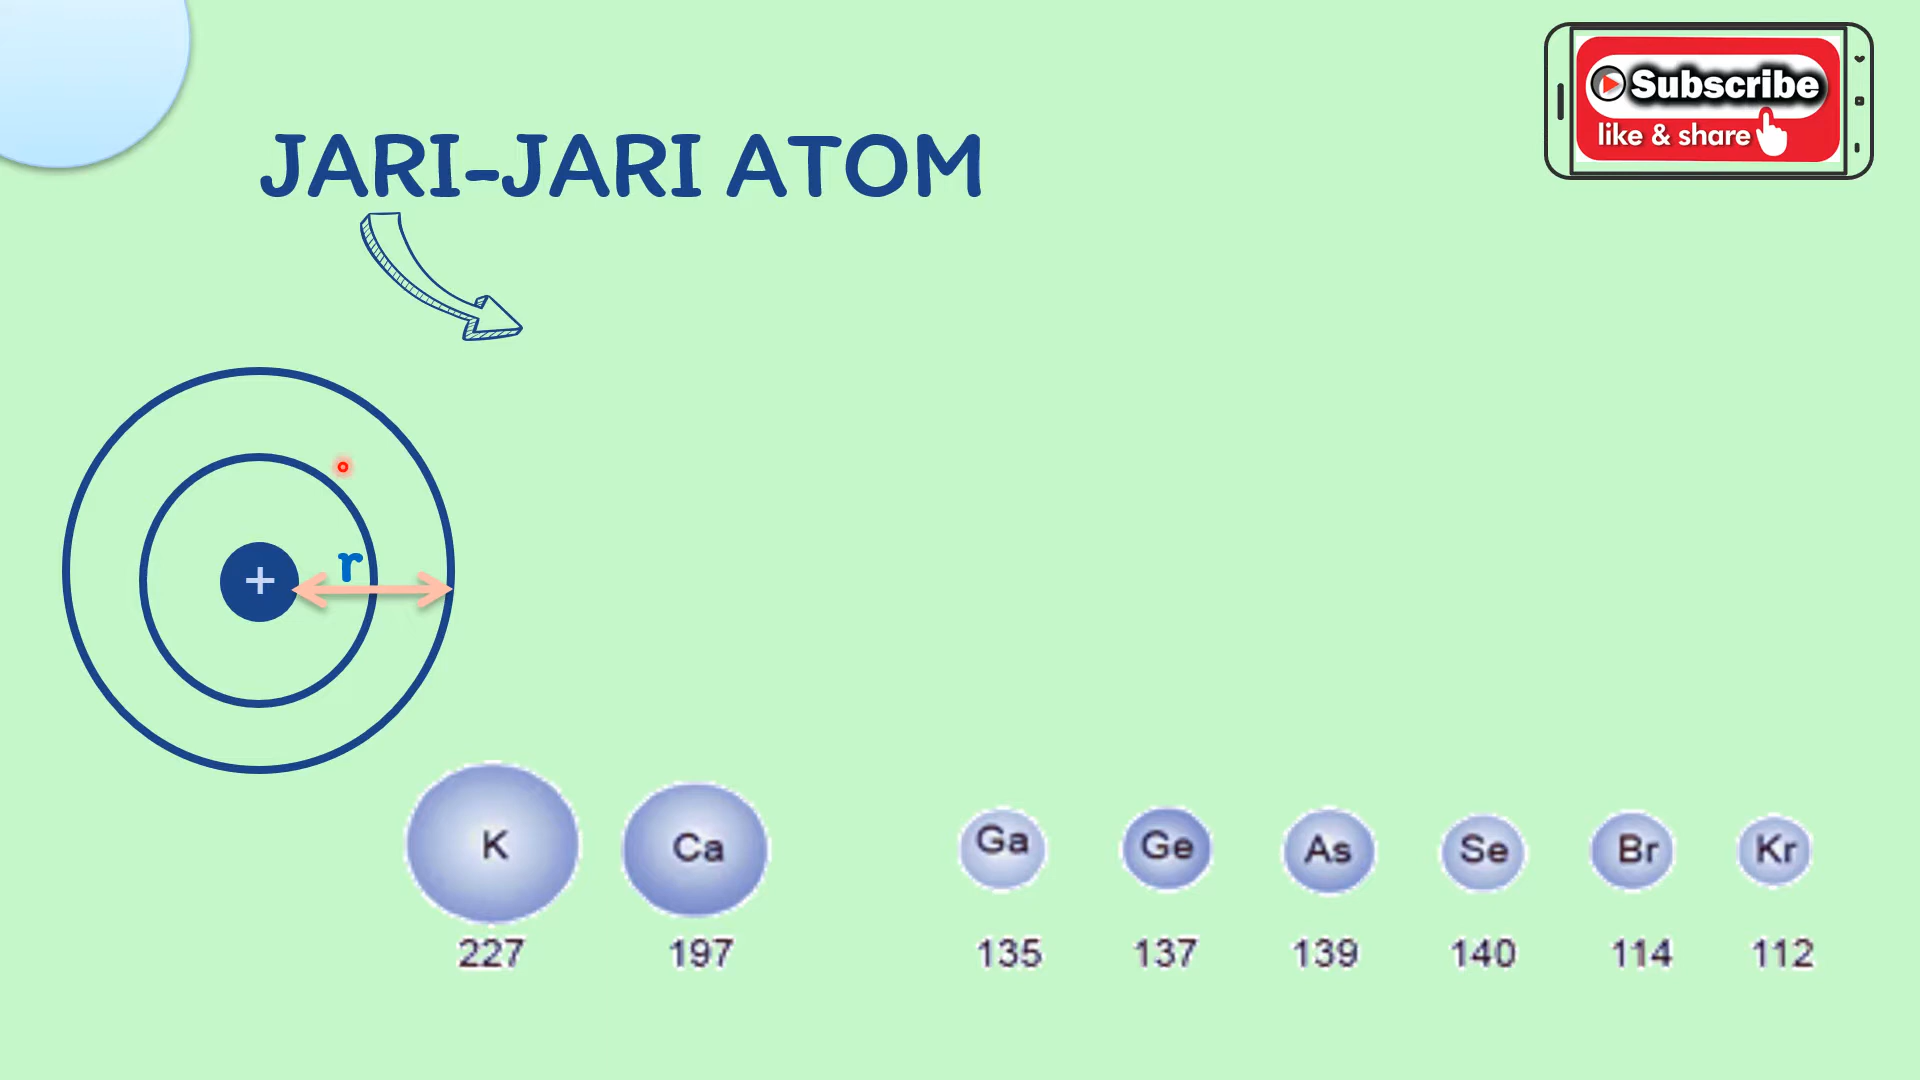 JARI-JARI ATOM
Subscribe
like & share
r
+
K Ca Ga Ge As Se Br Kr
227 197 135 137 139 140 114 112